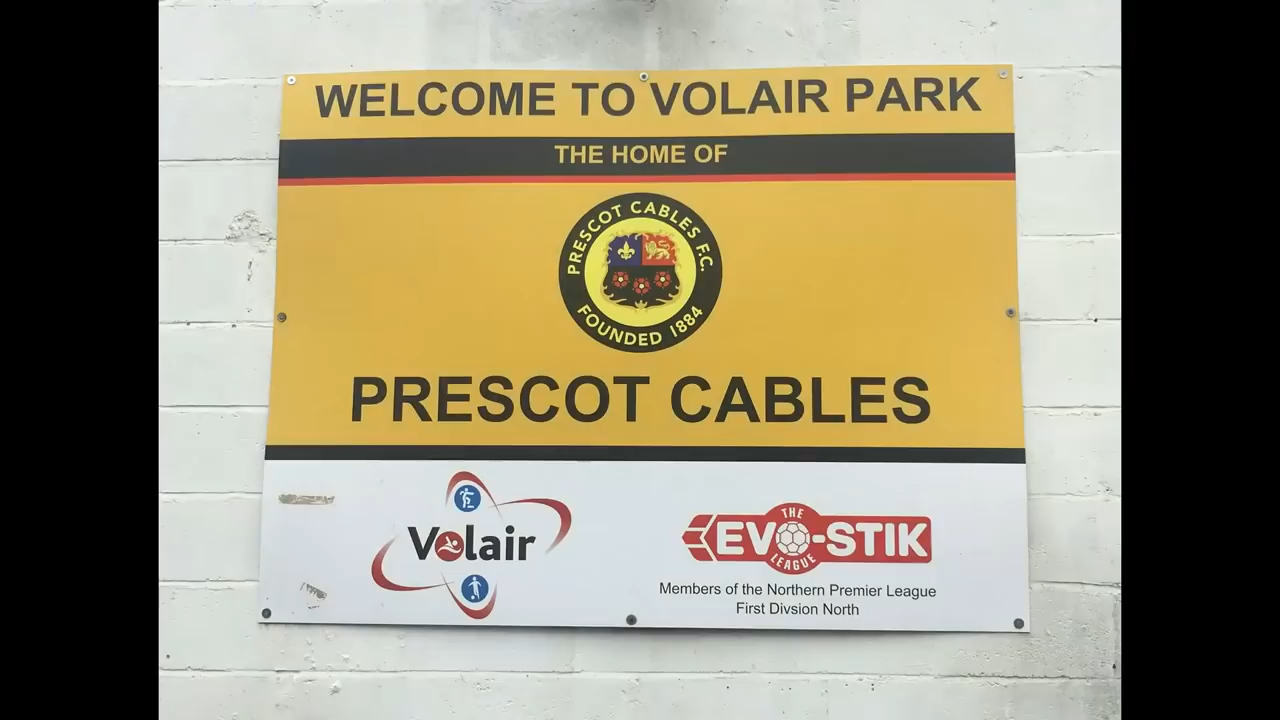 WELCOME TO VOLAIR PARK
THE HOME OF
PRESCOT CABLES F.C.
FOUNDED 1884
PRESCOT CABLES
Volair
THE
EVO-STIK
LEAGUE
Members of the Northern Premier League
First Divsion North